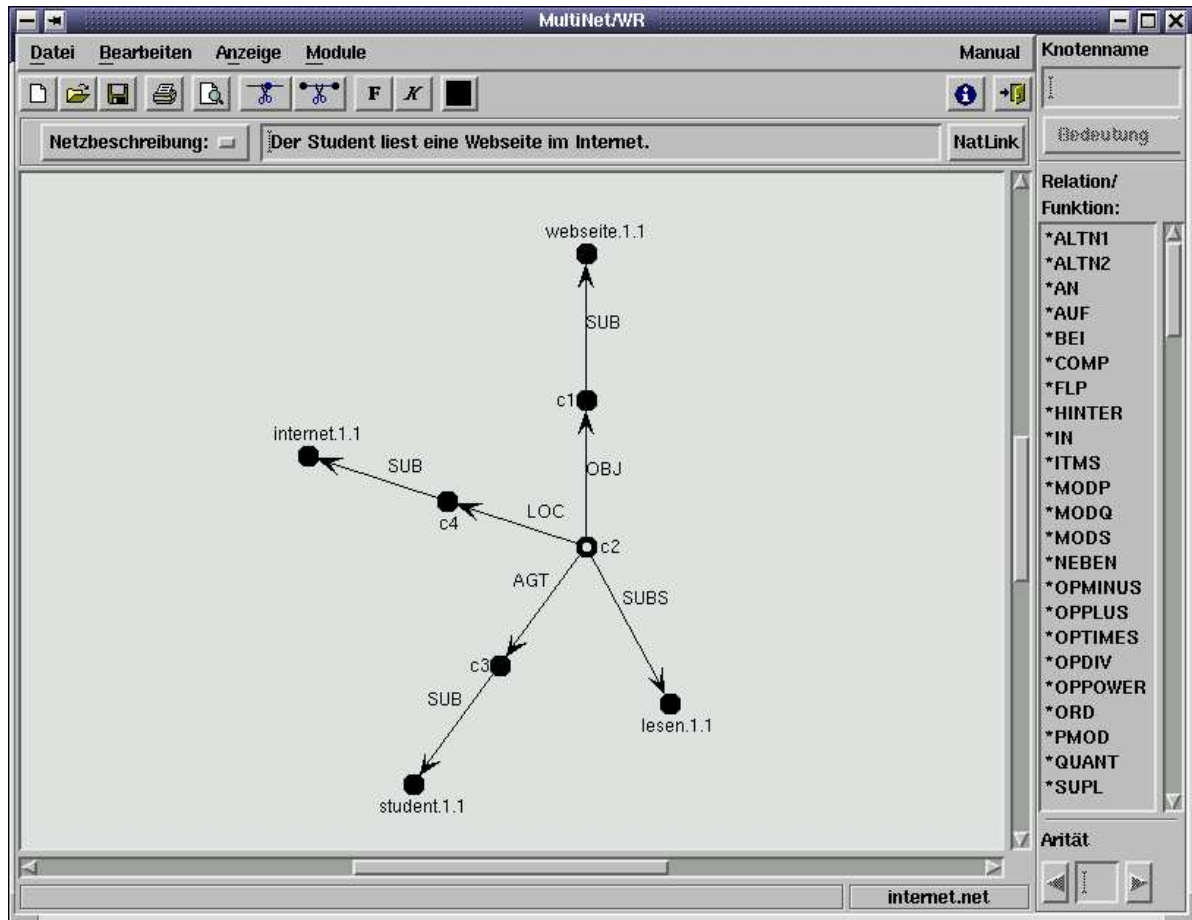 MultiNet/WR
Datei Bearbeiten Anzeige Module Manual
F K
Netzbeschreibung: Der Student liest eine Webseite im Internet. NatLink
webseite.1.1
SUB
c1
internet.1.1
SUB
OBJ
c4
LOC
c2
AGT
SUBS
c3
SUB
lesen.1.1
student.1.1
internet.net
Knotenname
Bedeutung
Relation/
Funktion:
*ALTN1
*ALTN2
*AN
*AUF
*BEI
*COMP
*FLP
*HINTER
*IN
*ITMS
*MODP
*MODQ
*MODS
*NEBEN
*OPMINUS
*OPPLUS
*OPTIMES
*OPDIV
*OPPOWER
*ORD
*PMOD
*QUANT
*SUPL
Arität